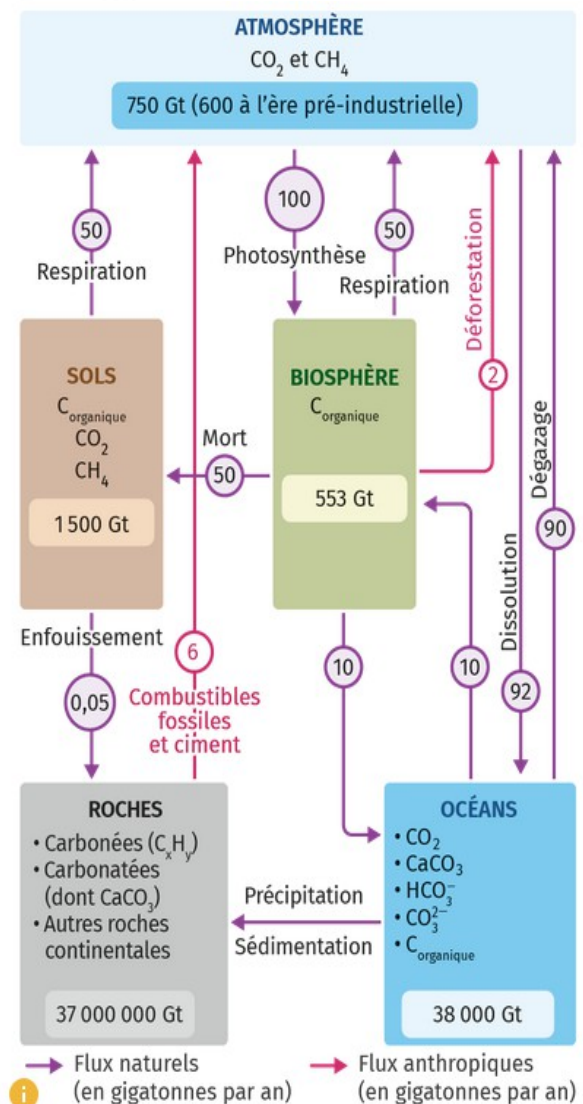 ATMOSPHÈRE
CO₂ et CH₄
750 Gt (600 à l'ère pré-industrielle)
50
Respiration
100
Photosynthèse
50
Respiration
Déforestation
2
Dissolution
92
Dégazage
90
SOLS
C organique
CO₂
CH₄
1 500 Gt
Mort
50
BIOSPHÈRE
C organique
553 Gt
Enfouissement
0,05
6
Combustibles
fossiles
et ciment
10
10
ROCHES
• Carbonées (CₓHᵧ)
• Carbonatées
(dont CaCO₃)
• Autres roches
continentales
37 000 000 Gt
Précipitation
Sédimentation
OCÉANS
• CO₂
• CaCO₃
• HCO₃⁻
• CO₃²⁻
• C organique
38 000 Gt
Flux naturels
(en gigatonnes par an)
Flux anthropiques
(en gigatonnes par an)
i